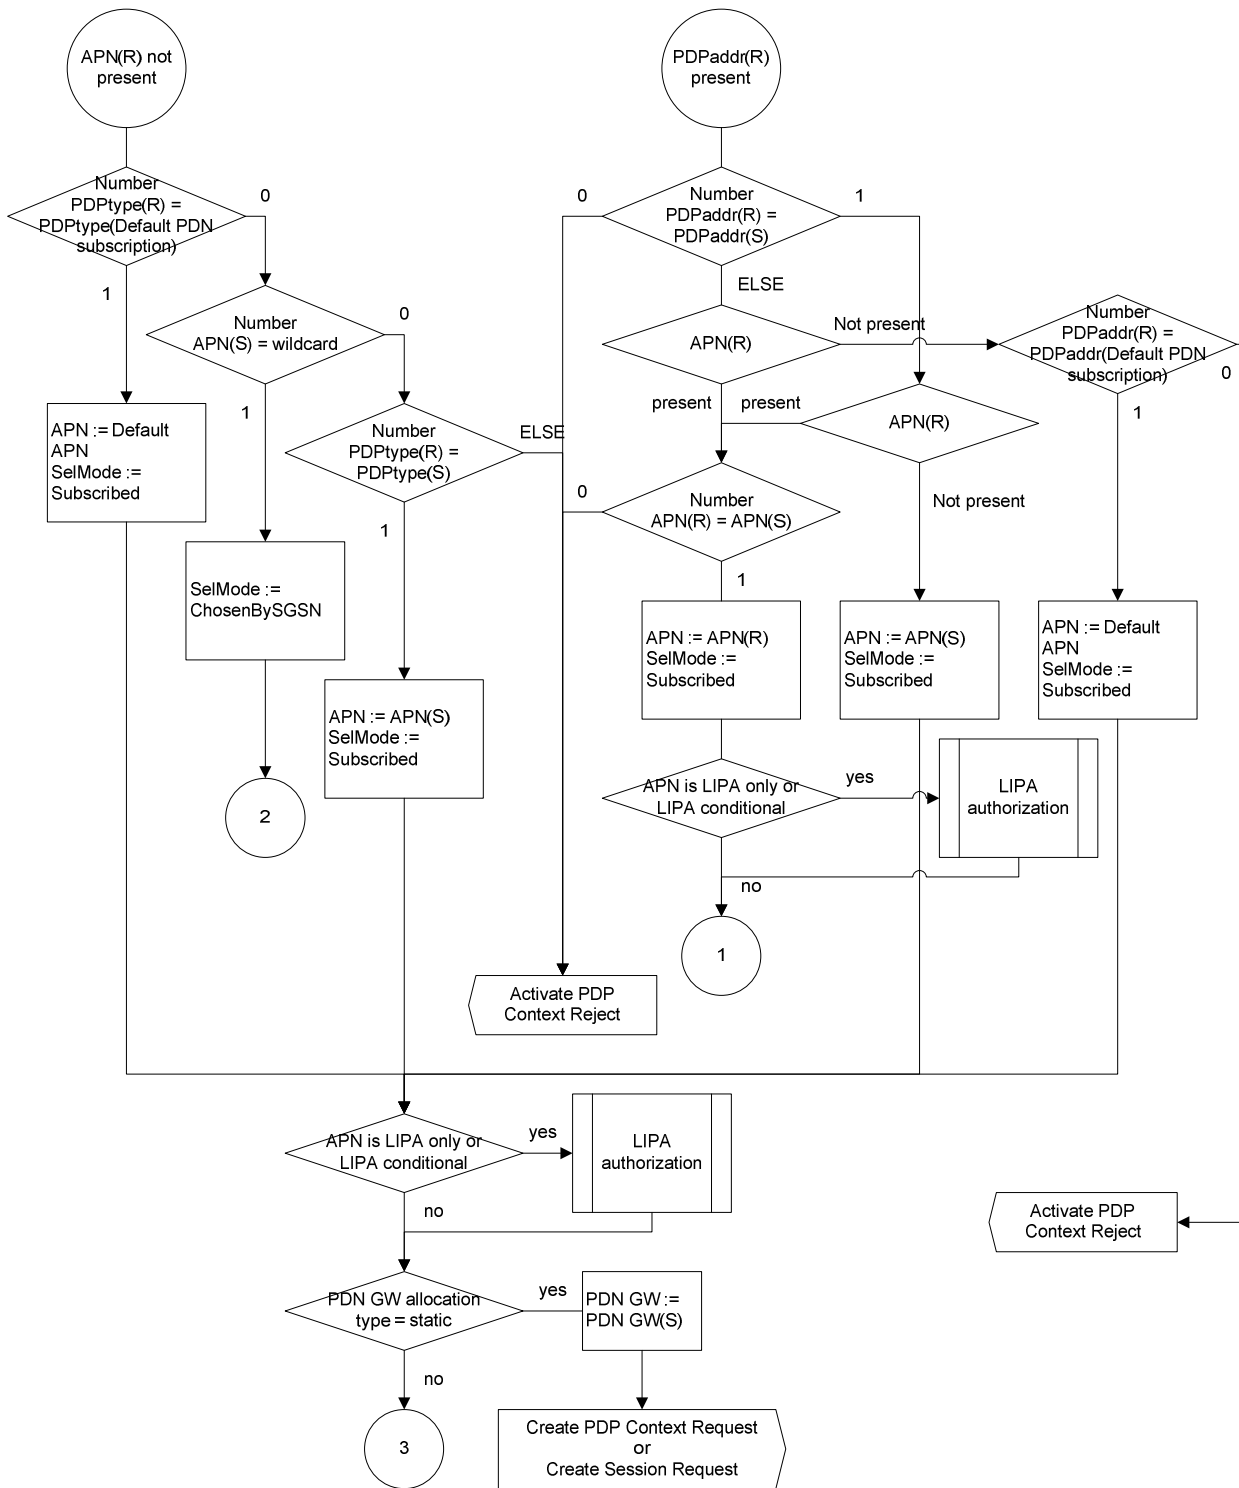 APN(R) not
present
PDPaddr(R)
present
Number
PDPtype(R) =
PDPtype(Default PDN
subscription)
0
1
Number
APN(S) = wildcard
0
1
Number
PDPtype(R) =
PDPtype(S)
ELSE
1
APN := Default
APN
SelMode :=
Subscribed
SelMode :=
ChosenBySGSN
APN := APN(S)
SelMode :=
Subscribed
2
0
Number
PDPaddr(R) =
PDPaddr(S)
1
ELSE
APN(R)
Not present
Number
PDPaddr(R) =
PDPaddr(Default PDN
subscription)
0
1
present
present
APN(R)
Not present
0
Number
APN(R) = APN(S)
1
APN := APN(R)
SelMode :=
Subscribed
APN := APN(S)
SelMode :=
Subscribed
APN := Default
APN
SelMode :=
Subscribed
APN is LIPA only or
LIPA conditional
yes
LIPA
authorization
no
1
Activate PDP
Context Reject
APN is LIPA only or
LIPA conditional
yes
LIPA
authorization
no
Activate PDP
Context Reject
PDN GW allocation
type = static
yes
PDN GW :=
PDN GW(S)
no
3
Create PDP Context Request
or
Create Session Request